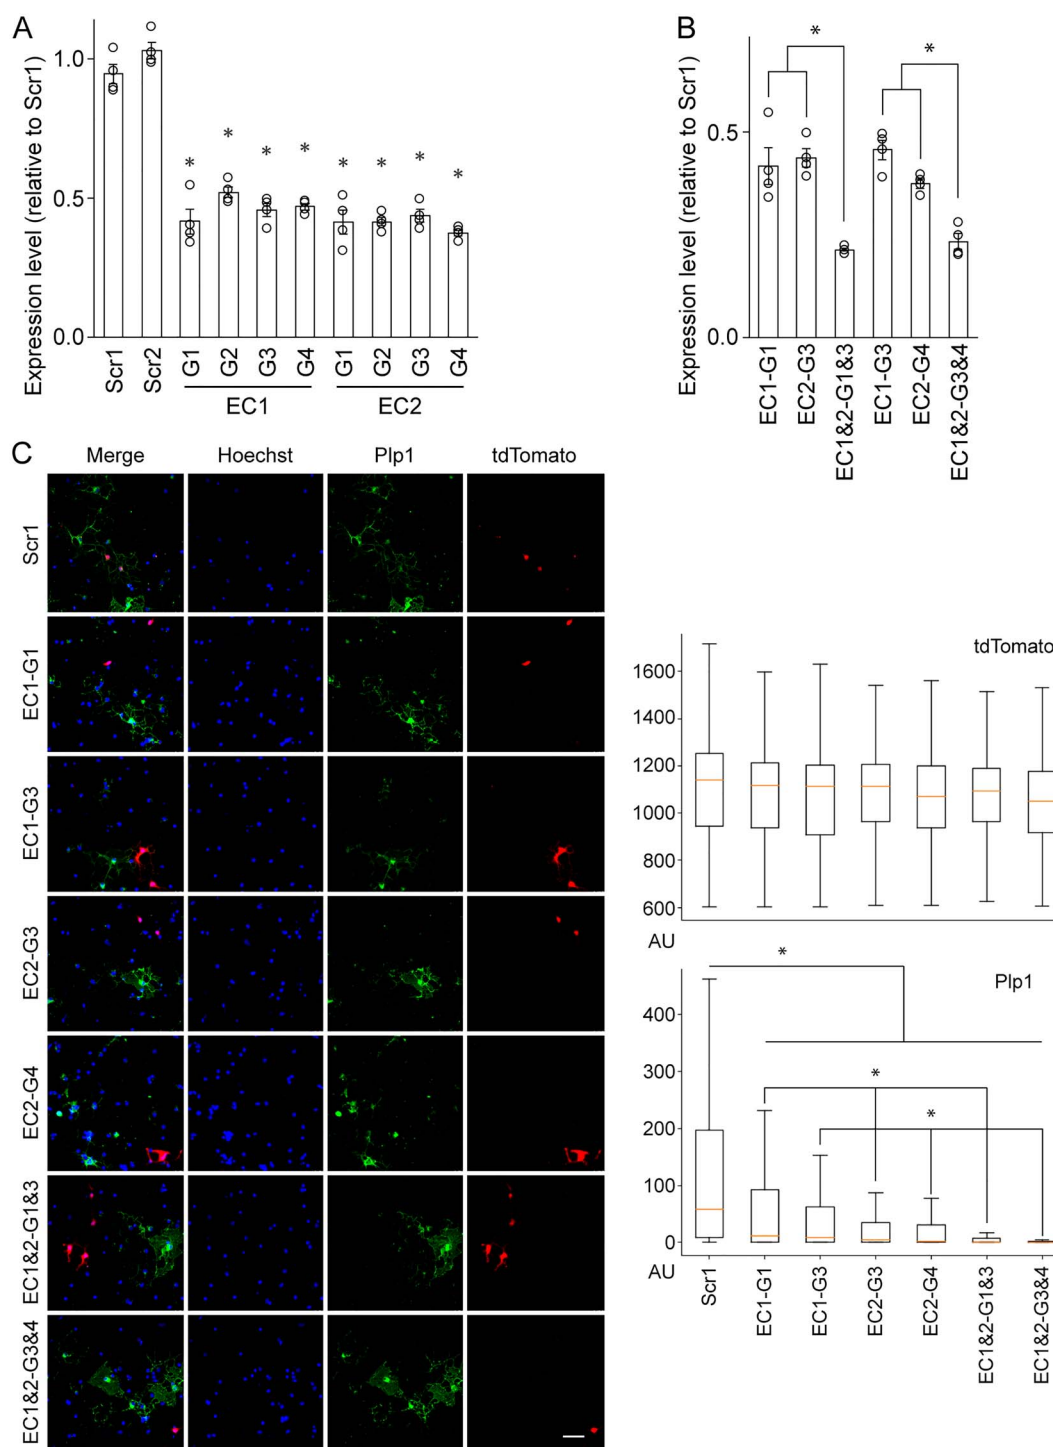 A
Expression level (relative to Scr1)
1.0
0.5
0.0
* * * * * * * *
Scr1 Scr2 G1 G2 G3 G4 G1 G2 G3 G4
EC1 EC2
B
Expression level (relative to Scr1)
0.5
0
* *
EC1-G1 EC2-G3 EC1&2-G1&3 EC1-G3 EC2-G4 EC1&2-G3&4
C
Merge Hoechst Plp1 tdTomato
Scr1
EC1-G1
EC1-G3
EC2-G3
EC2-G4
EC1&2-G1&3
EC1&2-G3&4
tdTomato
1600
1400
1200
1000
800
600
AU
*
Plp1
400
300
*
200
*
100
0
AU
Scr1 EC1-G1 EC1-G3 EC2-G3 EC2-G4 EC1&2-G1&3 EC1&2-G3&4